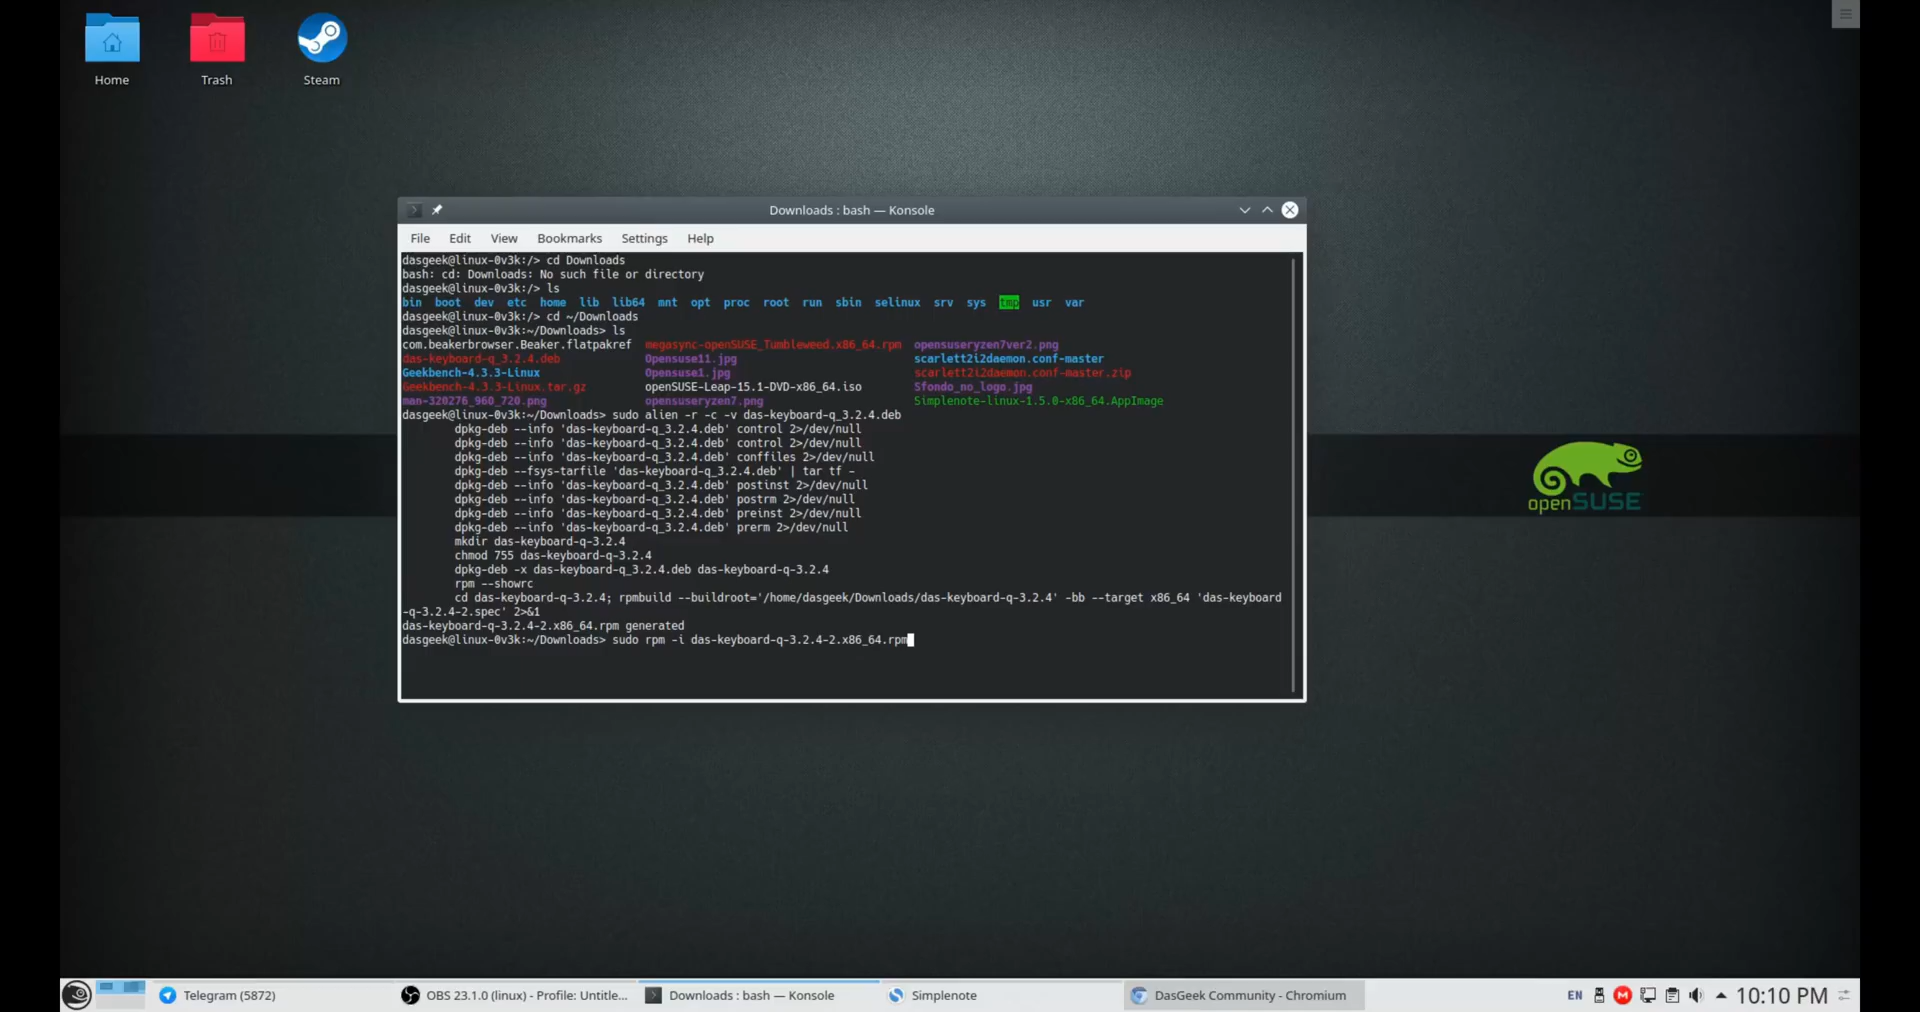 Home
Trash
Steam
Downloads : bash — Konsole
File Edit View Bookmarks Settings Help
dasgeek@linux-0v3k:/> cd Downloads
bash: cd: Downloads: No such file or directory
dasgeek@linux-0v3k:/> ls
bin boot dev etc home lib lib64 mnt opt proc root run sbin selinux srv sys tmp usr var
dasgeek@linux-0v3k:/> cd ~/Downloads
dasgeek@linux-0v3k:~/Downloads> ls
com.beakerbrowser.Beaker.flatpakref megasync-openSUSE_Tumbleweed.x86_64.rpm opensuseryzen7ver2.png
das-keyboard-q_3.2.4.deb Opensuse11.jpg scarlett2i2daemon.conf-master
Geekbench-4.3.3-Linux Opensuse1.jpg scarlett2i2daemon.conf-master.zip
Geekbench-4.3.3-Linux.tar.gz openSUSE-Leap-15.1-DVD-x86_64.iso Sfondo_no_logo.jpg
man-320276_960_720.png opensuseryzen7.png Simplenote-linux-1.5.0-x86_64.AppImage
dasgeek@linux-0v3k:~/Downloads> sudo alien -r -c -v das-keyboard-q_3.2.4.deb
dpkg-deb --info 'das-keyboard-q_3.2.4.deb' control 2>/dev/null
dpkg-deb --info 'das-keyboard-q_3.2.4.deb' control 2>/dev/null
dpkg-deb --info 'das-keyboard-q_3.2.4.deb' conffiles 2>/dev/null
dpkg-deb --fsys-tarfile 'das-keyboard-q_3.2.4.deb' | tar tf -
dpkg-deb --info 'das-keyboard-q_3.2.4.deb' postinst 2>/dev/null
dpkg-deb --info 'das-keyboard-q_3.2.4.deb' postrm 2>/dev/null
dpkg-deb --info 'das-keyboard-q_3.2.4.deb' preinst 2>/dev/null
dpkg-deb --info 'das-keyboard-q_3.2.4.deb' prerm 2>/dev/null
mkdir das-keyboard-q-3.2.4
chmod 755 das-keyboard-q-3.2.4
dpkg-deb -x das-keyboard-q_3.2.4.deb das-keyboard-q-3.2.4
rpm --showrc
cd das-keyboard-q-3.2.4; rpmbuild --buildroot='/home/dasgeek/Downloads/das-keyboard-q-3.2.4' -bb --target x86_64 'das-keyboard
-q-3.2.4-2.spec' 2>&1
das-keyboard-q-3.2.4-2.x86_64.rpm generated
dasgeek@linux-0v3k:~/Downloads> sudo rpm -i das-keyboard-q-3.2.4-2.x86_64.rpm
openSUSE
Telegram (5872)
OBS 23.1.0 (linux) - Profile: Untitle...
Downloads : bash — Konsole
Simplenote
DasGeek Community - Chromium
EN
M
10:10 PM